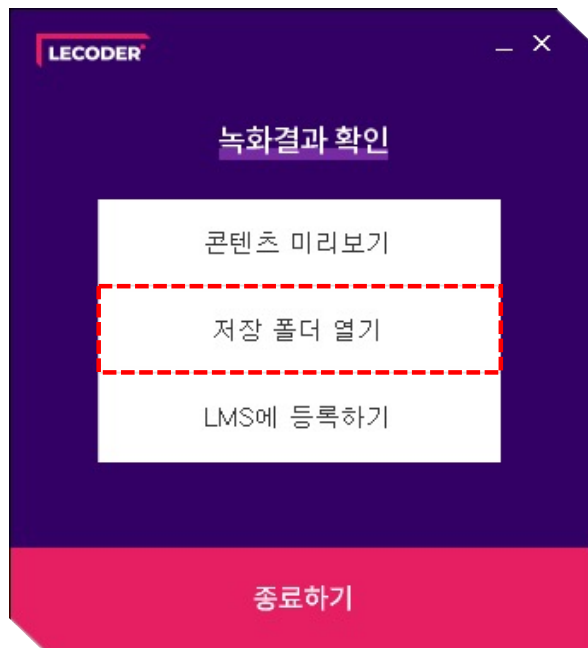 LECODER
녹화결과 확인
콘텐츠 미리보기
저장 폴더 열기
LMS에 등록하기
종료하기